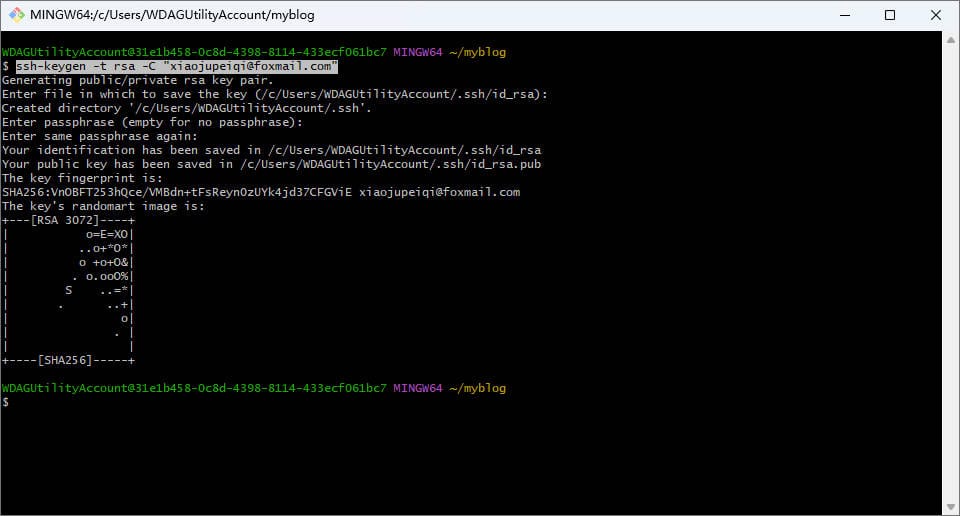 MINGW64:/c/Users/WDAGUtilityAccount/myblog
WDAGUtilityAccount@31e1b458-0c8d-4398-8114-433ecf061bc7 MINGW64 ~/myblog
$ ssh-keygen -t rsa -C "xiaojupeiqi@foxmail.com"
Generating public/private rsa key pair.
Enter file in which to save the key (/c/Users/WDAGUtilityAccount/.ssh/id_rsa):
Created directory '/c/Users/WDAGUtilityAccount/.ssh'.
Enter passphrase (empty for no passphrase):
Enter same passphrase again:
Your identification has been saved in /c/Users/WDAGUtilityAccount/.ssh/id_rsa
Your public key has been saved in /c/Users/WDAGUtilityAccount/.ssh/id_rsa.pub
The key fingerprint is:
SHA256:VnOBFT253hQce/VMBdn+tFsReynOzUYk4jd37CFGViE xiaojupeiqi@foxmail.com
The key's randomart image is:
+---[RSA 3072]----+
|           o=E=XO|
|          ..o+*O*|
|          o +o+O&|
|         . o.ooO%|
|        S    ..=*|
|       .      ..+|
|                o|
|               . |
|                 |
+----[SHA256]-----+
WDAGUtilityAccount@31e1b458-0c8d-4398-8114-433ecf061bc7 MINGW64 ~/myblog
$